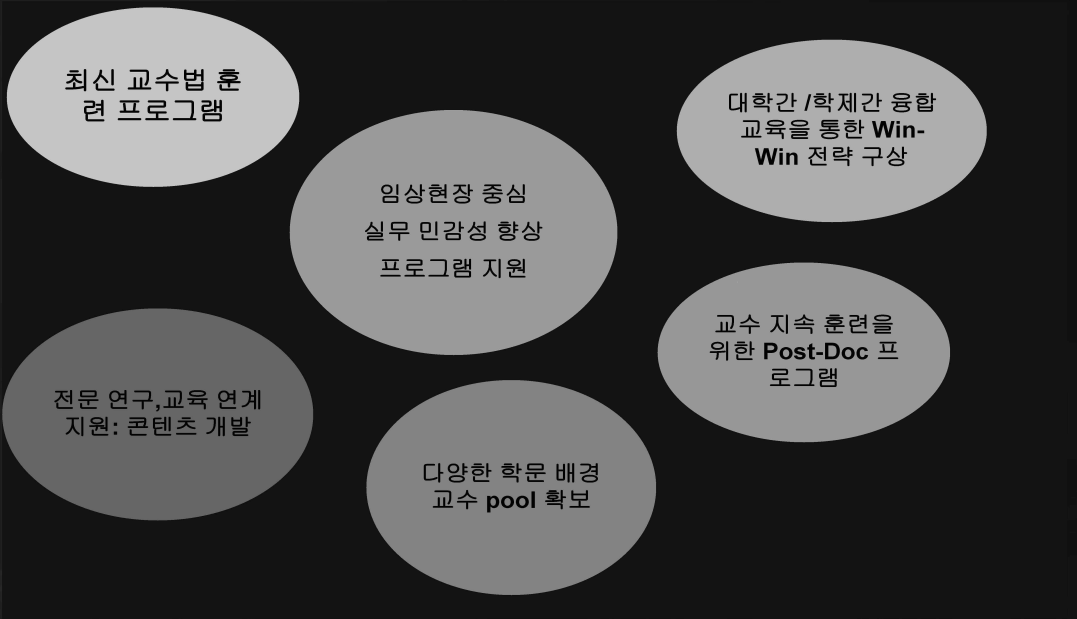 최신 교수법 훈
련 프로그램
임상현장 중심
실무 민감성 향상
프로그램 지원
대학간 /학제간 융합
교육을 통한 Win-
Win 전략 구상
교수 지속 훈련을
위한 Post-Doc 프
로그램
전문 연구,교육 연계
지원: 콘텐츠 개발
다양한 학문 배경
교수 pool 확보